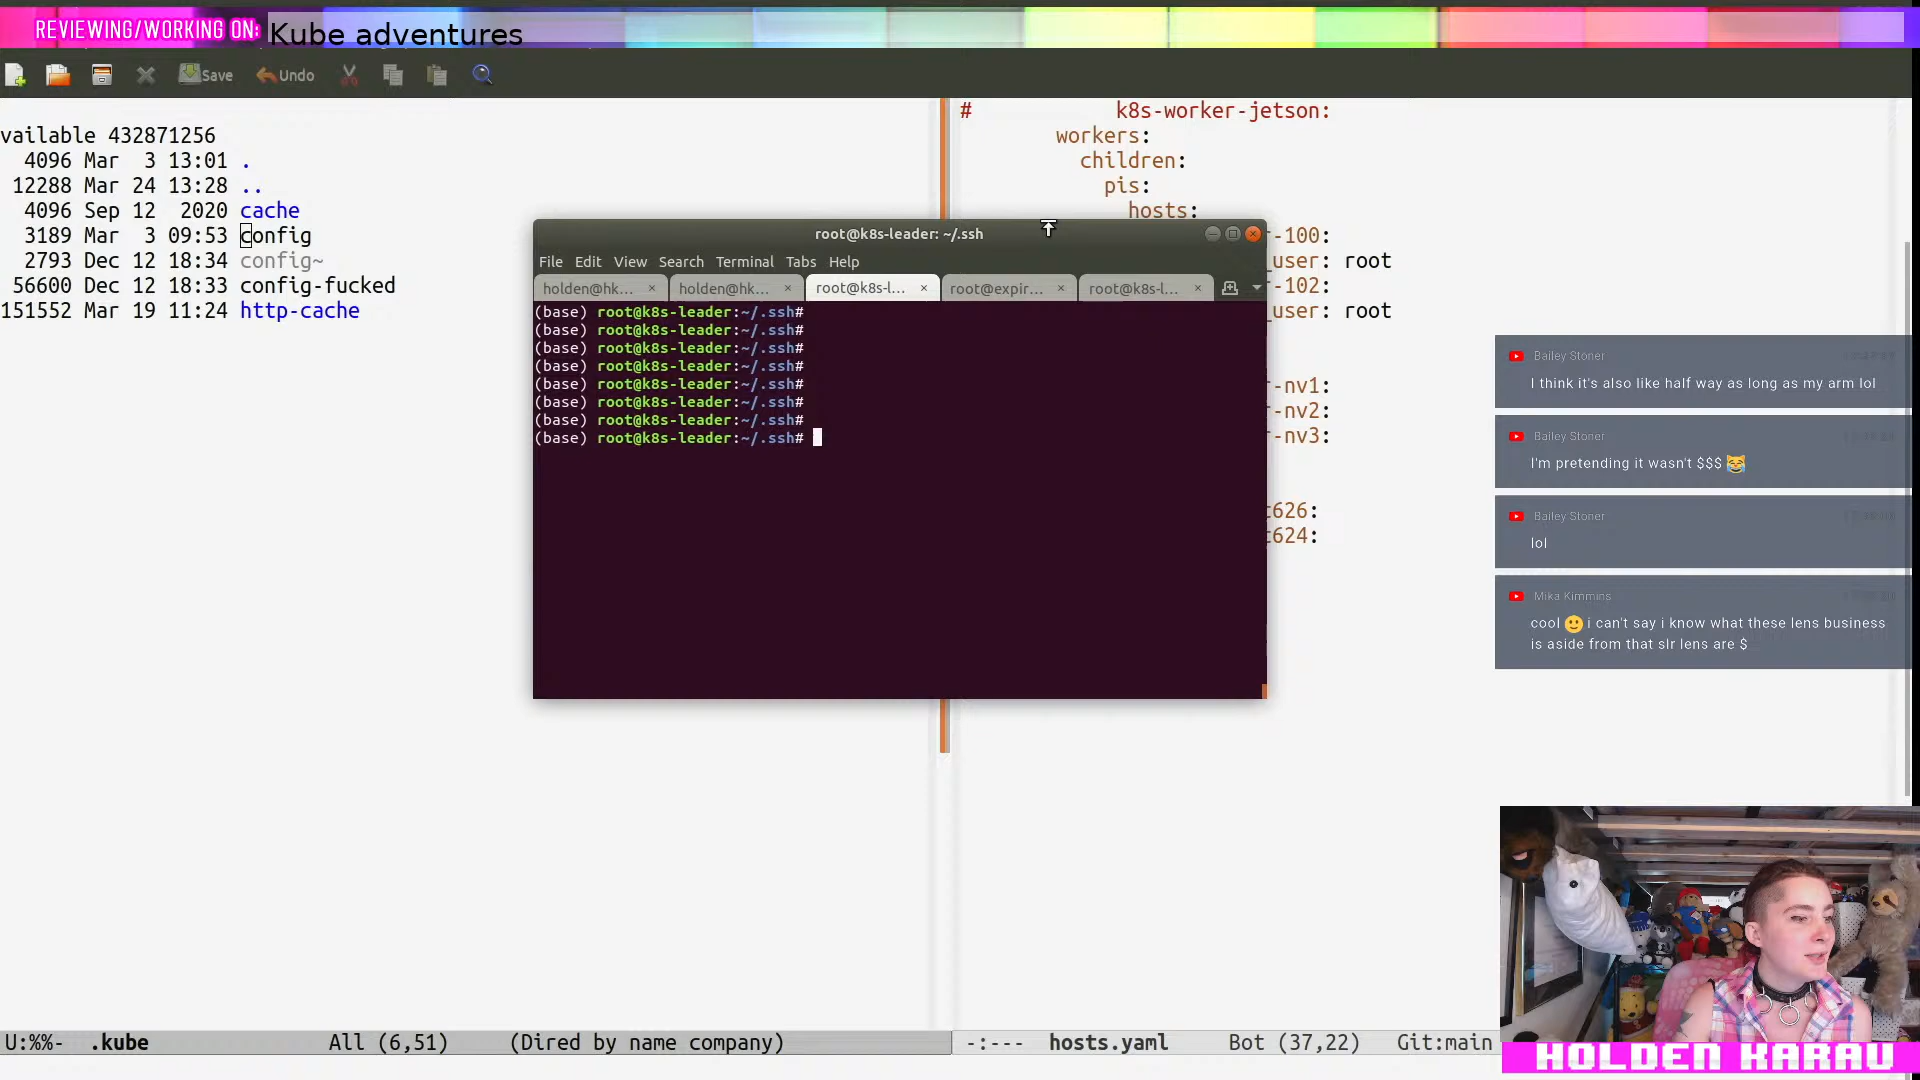 REVIEWING/WORKING ON:
Kube adventures
Save
Undo
vailable 432871256
4096 Mar 3 13:01 .
12288 Mar 24 13:28 ..
4096 Sep 12 2020 cache
3189 Mar 3 09:53 config
2793 Dec 12 18:34 config~
56600 Dec 12 18:33 config-fucked
151552 Mar 19 11:24 http-cache
# k8s-worker-jetson:
workers:
children:
pis:
hosts:
r-100:
_user: root
r-102:
_user: root
r-nv1:
r-nv2:
r-nv3:
t626:
t624:
root@k8s-leader: ~/.ssh
File Edit View Search Terminal Tabs Help
holden@hk... × holden@hk... × root@k8s-l... × root@expir... × root@k8s-l... ×
(base) root@k8s-leader:~/.ssh#
(base) root@k8s-leader:~/.ssh#
(base) root@k8s-leader:~/.ssh#
(base) root@k8s-leader:~/.ssh#
(base) root@k8s-leader:~/.ssh#
(base) root@k8s-leader:~/.ssh#
(base) root@k8s-leader:~/.ssh#
(base) root@k8s-leader:~/.ssh#
Bailey Stoner
I think it's also like half way as long as my arm lol
Bailey Stoner
I'm pretending it wasn't $$$ 😹
Bailey Stoner
lol
Mika Kimmins
cool 🙂 i can't say i know what these lens business
is aside from that slr lens are $
U:%%- .kube All (6,51) (Dired by name company)
-:--- hosts.yaml Bot (37,22) Git:main
HOLDEN KARAU